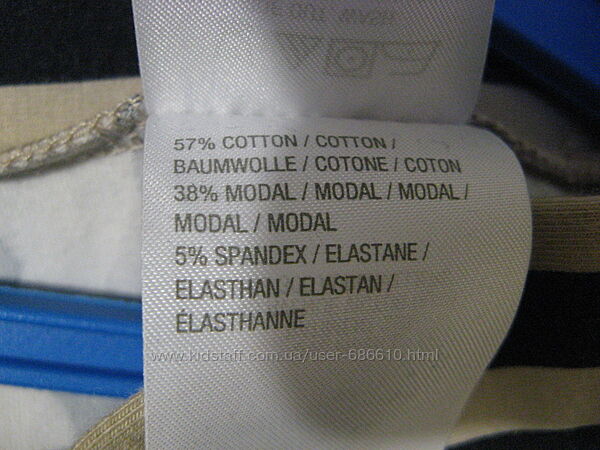 57% COTTON / COTTON /
BAUMWOLLE / COTONE / COTON
38% MODAL / MODAL / MODAL /
MODAL / MODAL
5% SPANDEX / ELASTANE /
ELASTHAN / ELASTAN /
ÉLASTHANNE
www.kidstaff.com.ua/user-686610.html